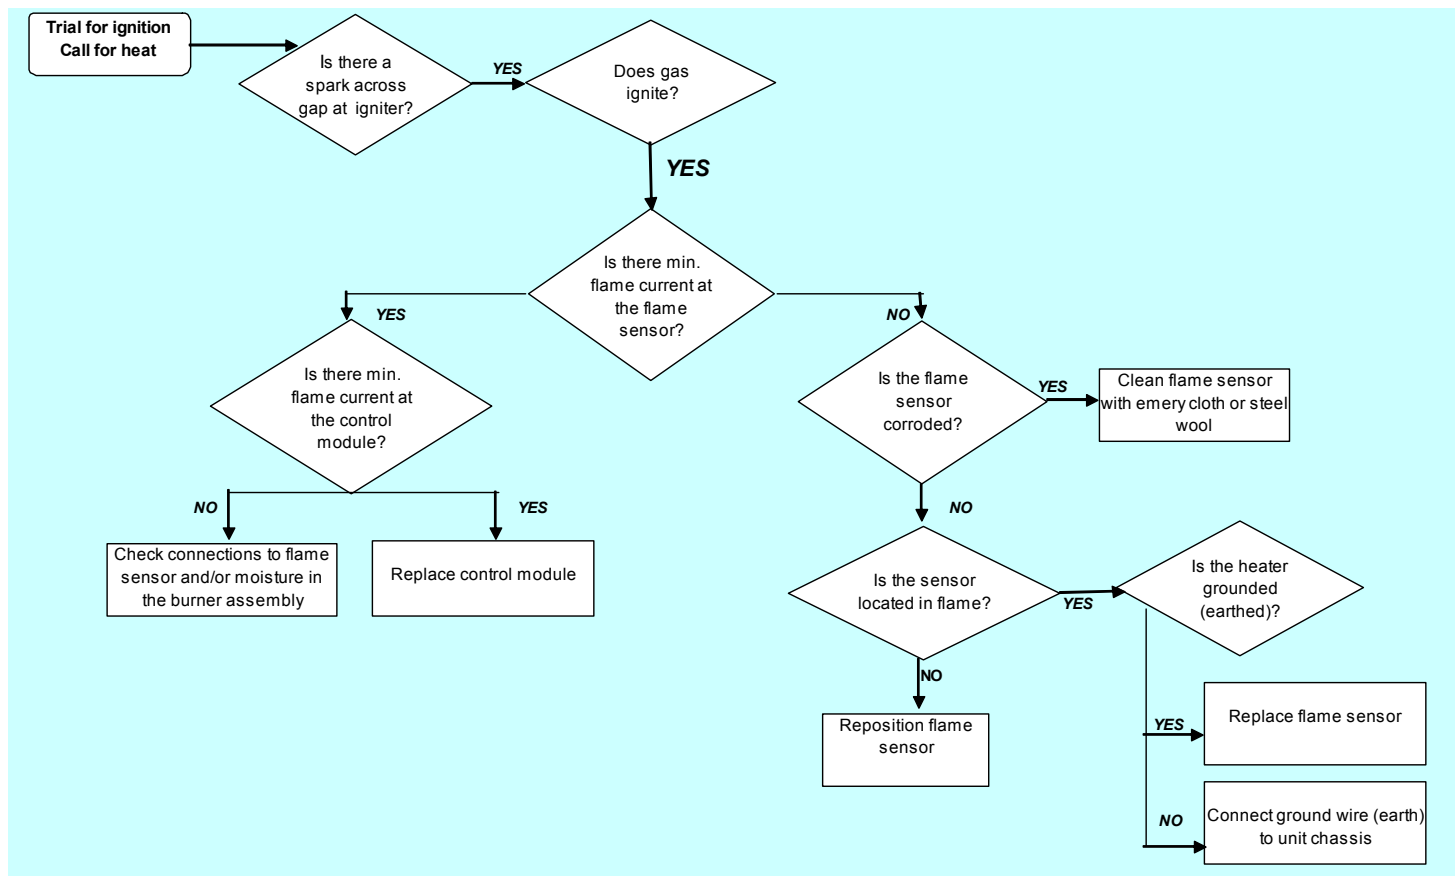 Trial for ignition
Call for heat
Is there a
spark across
gap at igniter?
YES
Does gas
ignite?
YES
Is there min.
flame current at
the flame
sensor?
YES
NO
Is there min.
flame current at
the control
module?
Is the flame
sensor
corroded?
YES
Clean flame sensor
with emery cloth or steel
wool
NO
YES
NO
Check connections to flame
sensor and/or moisture in
the burner assembly
Replace control module
Is the sensor
located in flame?
YES
Is the heater
grounded
(earthed)?
NO
Reposition flame
sensor
YES
Replace flame sensor
NO
Connect ground wire (earth)
to unit chassis